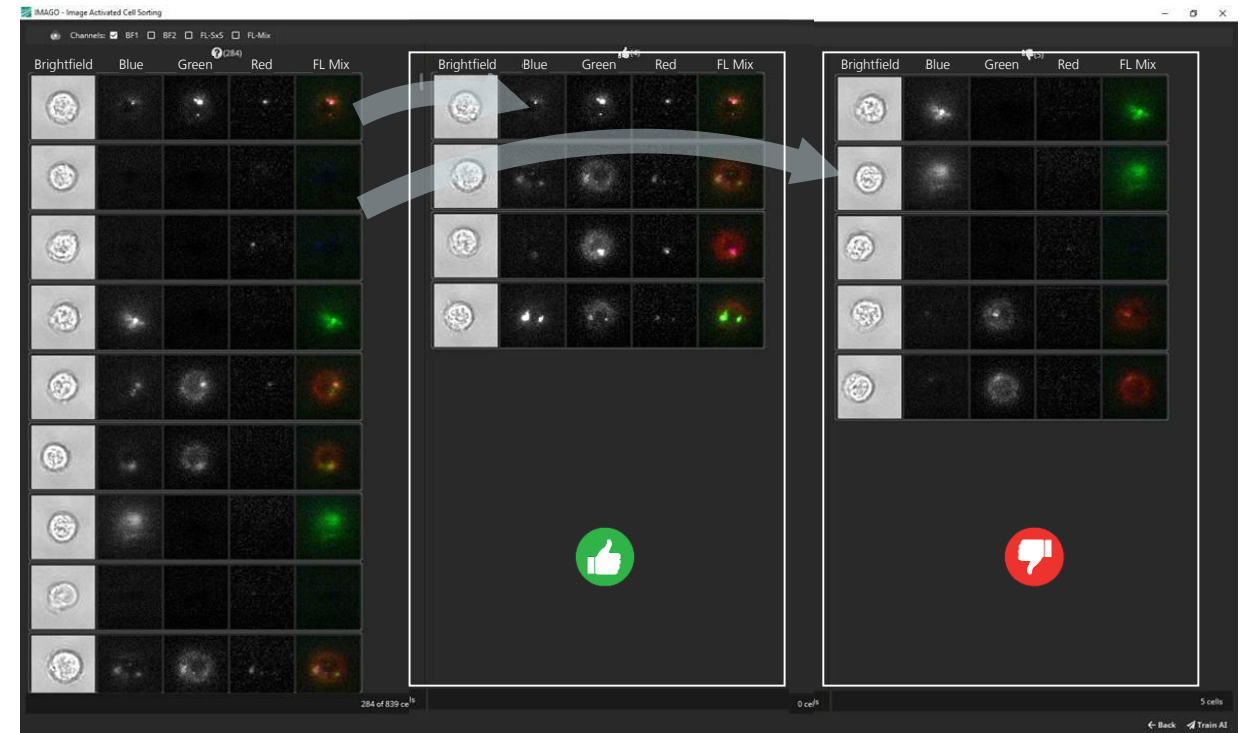 IMAGO - Image Activated Cell Sorting
Channels: BF1 BF2 FL-SxS FL-Mix
(284)
(4)
(5)
Brightfield Blue Green Red FL Mix
Brightfield Blue Green Red FL Mix
Brightfield Blue Green Red FL Mix
284 of 839 cells
0 cells
5 cells
Back Train AI